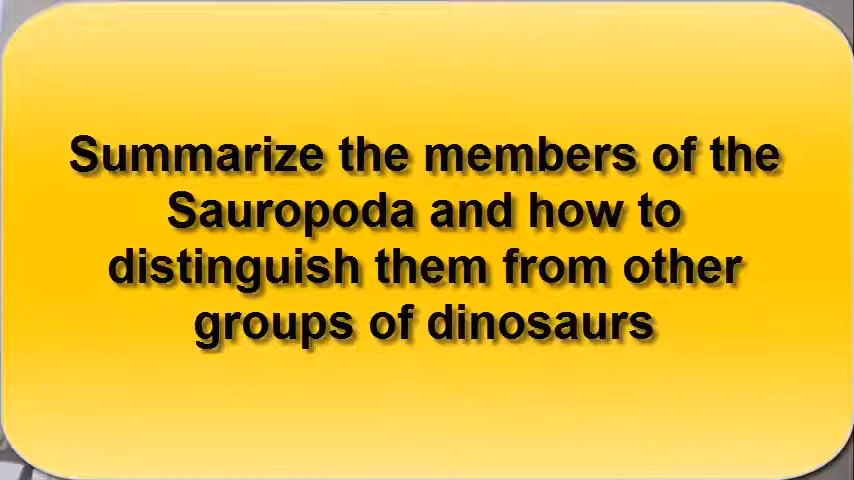 Summarize the members of the
Sauropoda and how to
distinguish them from other
groups of dinosaurs